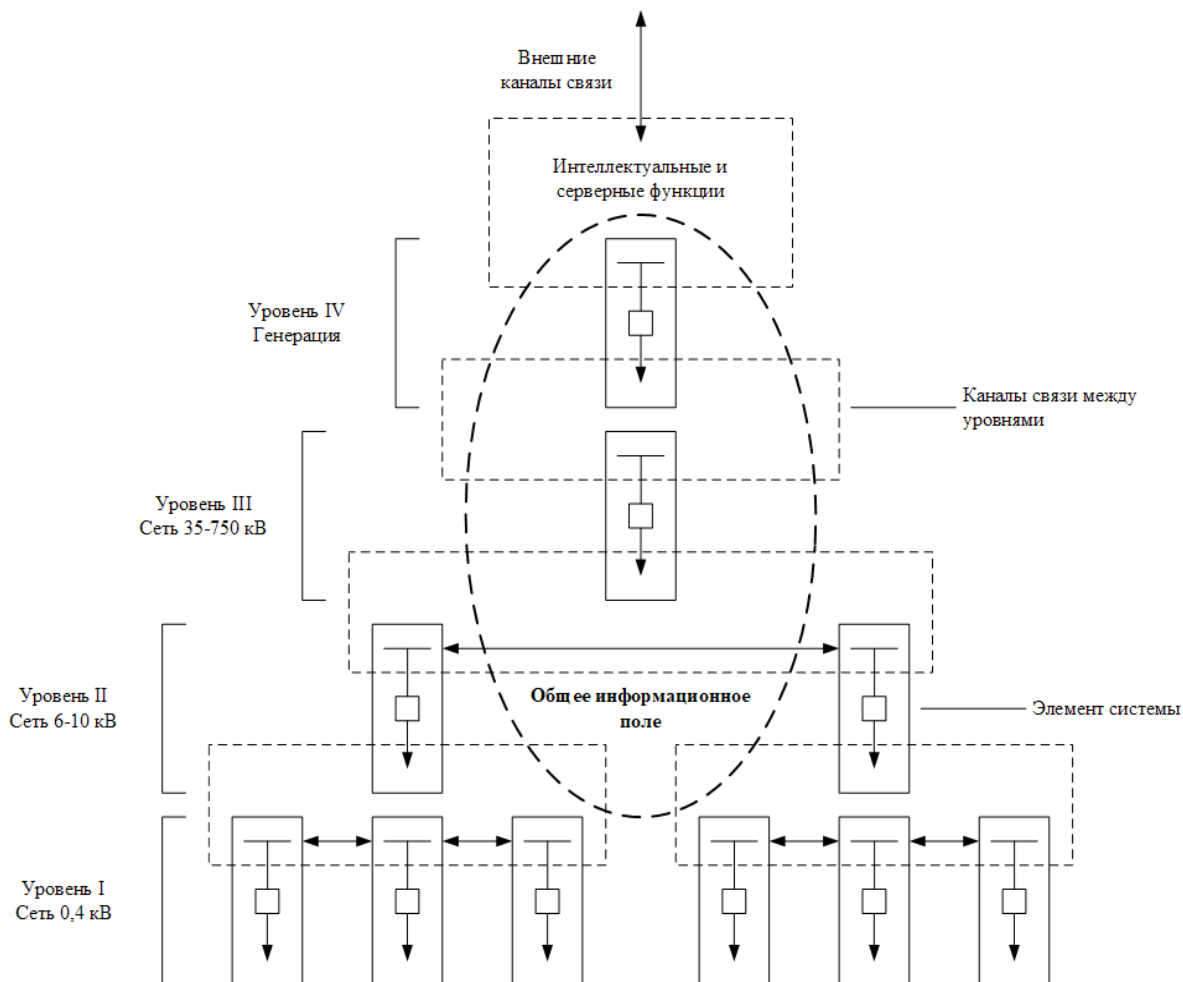 Внешние
каналы связи
Интеллектуальные и
серверные функции
Уровень IV
Генерация
Каналы связи между
уровнями
Уровень III
Сеть 35-750 кВ
Уровень II
Сеть 6-10 кВ
Общее информационное
поле
Элемент системы
Уровень I
Сеть 0,4 кВ